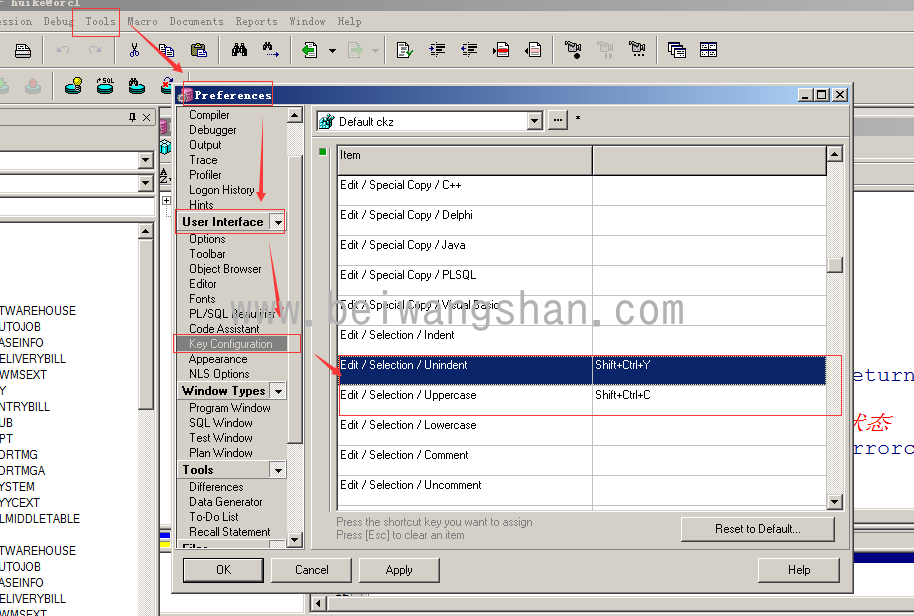 huike@orcl
ession Debug Tools Macro Documents Reports Window Help
SQL
Preferences
Compiler
Debugger
Output
Trace
Profiler
Logon History
Hints
User Interface
Options
Toolbar
Object Browser
Editor
Fonts
PL/SQL Beautifier
Code Assistant
Key Configuration
Appearance
NLS Options
Window Types
Program Window
SQL Window
Test Window
Plan Window
Tools
Differences
Data Generator
To-Do List
Recall Statement
Files
Default ckz
Item
Edit / Special Copy / C++
Edit / Special Copy / Delphi
Edit / Special Copy / Java
Edit / Special Copy / PLSQL
Edit / Special Copy / Visual Basic
Edit / Selection / Indent
Edit / Selection / Unindent Shift+Ctrl+Y
Edit / Selection / Uppercase Shift+Ctrl+C
Edit / Selection / Lowercase
Edit / Selection / Comment
Edit / Selection / Uncomment
Press the shortcut key you want to assign
Press [Esc] to clear an item
Reset to Default...
OK Cancel Apply Help
www.beiwangshan.com
TWAREHOUSE
UTOJOB
ASEINFO
ELIVERYBILL
WMSEXT
Y
NTRYBILL
UB
PT
ORTMG
ORTMGA
YSTEM
YYCEXT
LMIDDLETABLE
TWAREHOUSE
UTOJOB
ASEINFO
ELIVERYBILL
WMSEXT
eturn
状态
rrorc